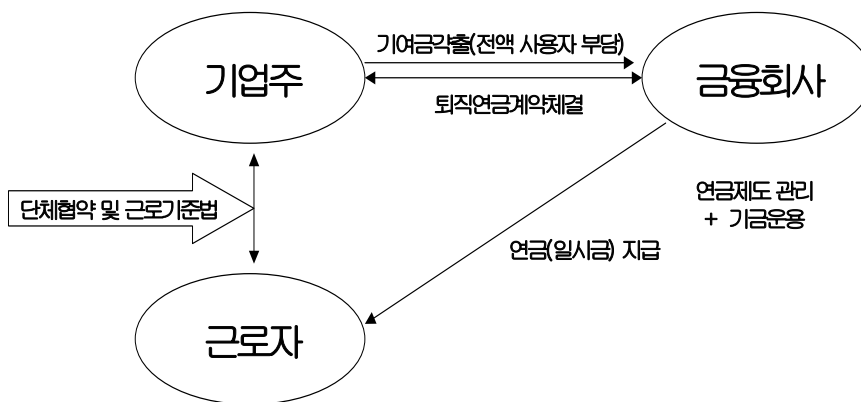 기여금각출(전액 사용자 부담)
기업주
금융회사
퇴직연금계약체결
단체협약 및 근로기준법
연금제도 관리
+ 기금운용
연금(일시금) 지급
근로자